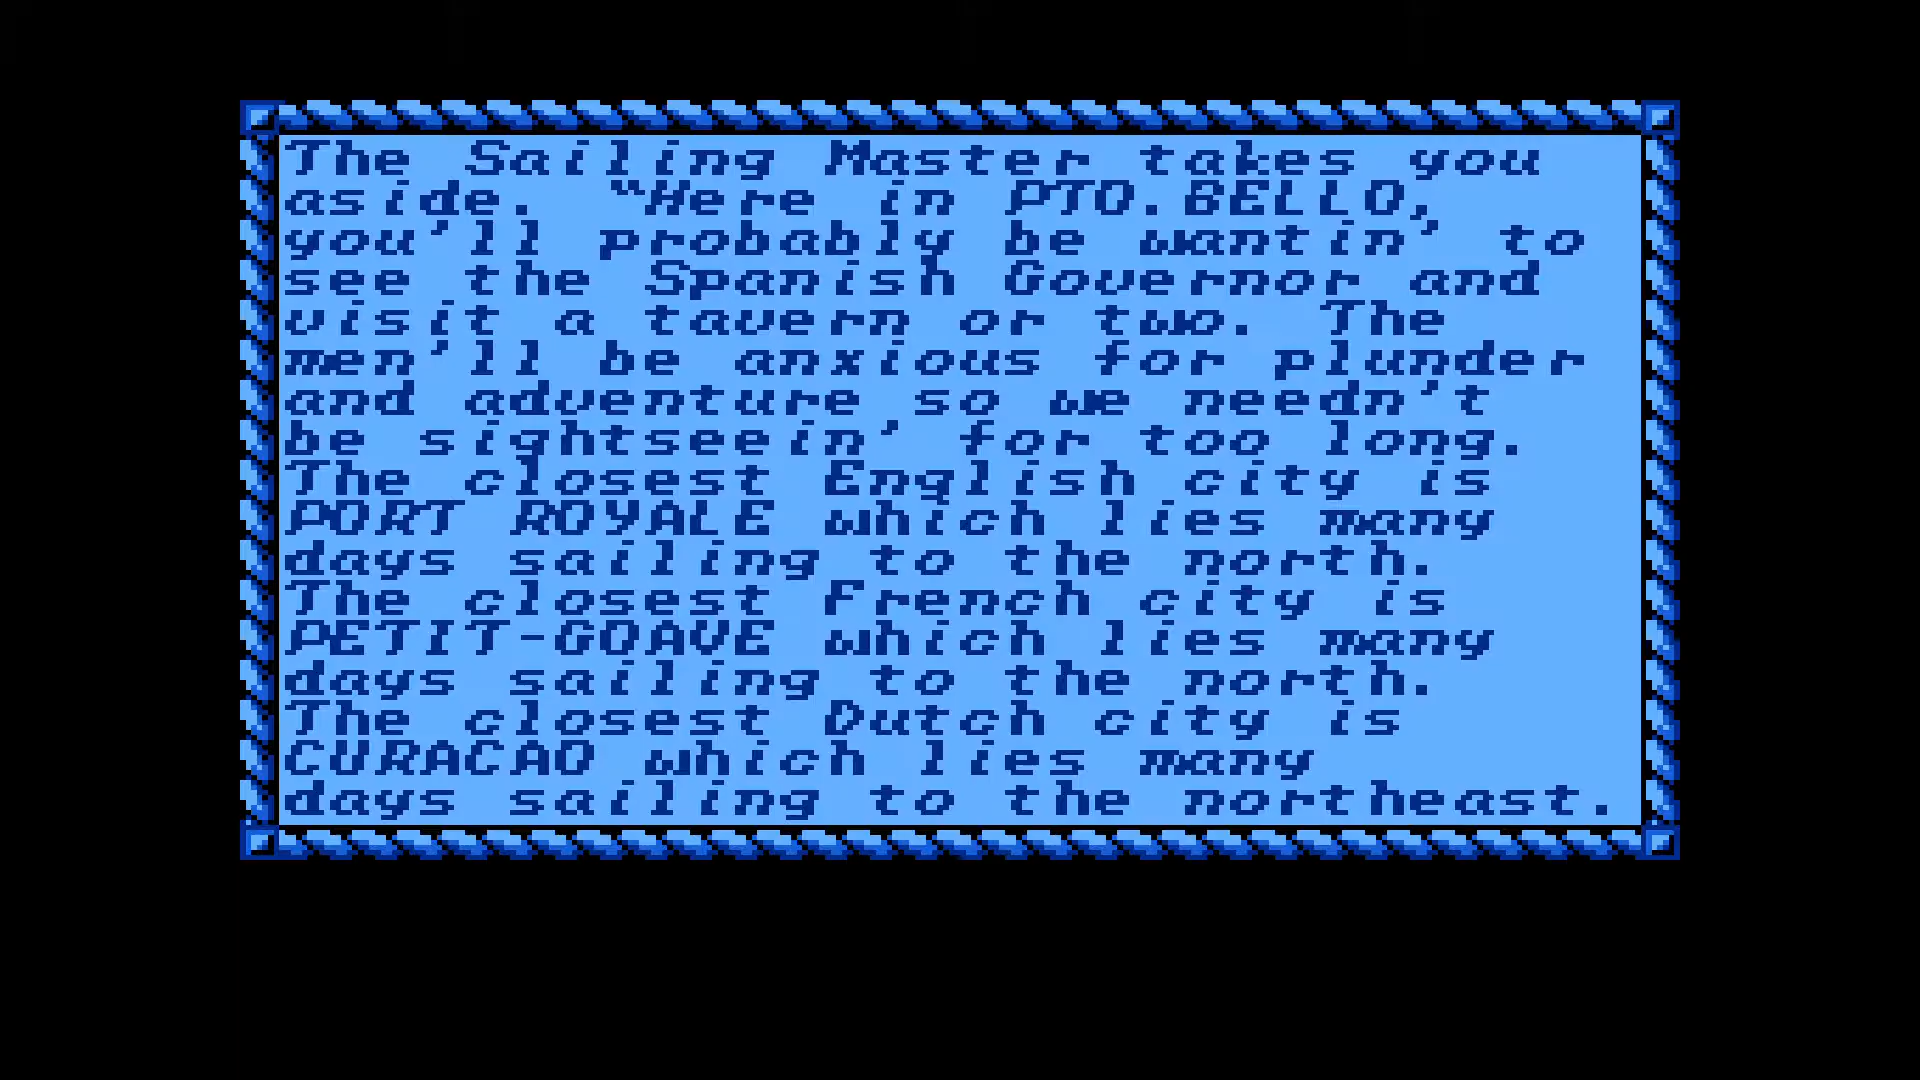 The Sailing Master takes you
aside. "Here in PTO.BELLO,
you'll probably be wantin' to
see the Spanish Governor and
visit a tavern or two. The
men'll be anxious for plunder
and adventure so we needn't
be sightseein' for too long.
The closest English city is
PORT ROYALE which lies many
days sailing to the north.
The closest French city is
PETIT-GOAVE which lies many
days sailing to the north.
The closest Dutch city is
CURACAO which lies many
days sailing to the northeast.